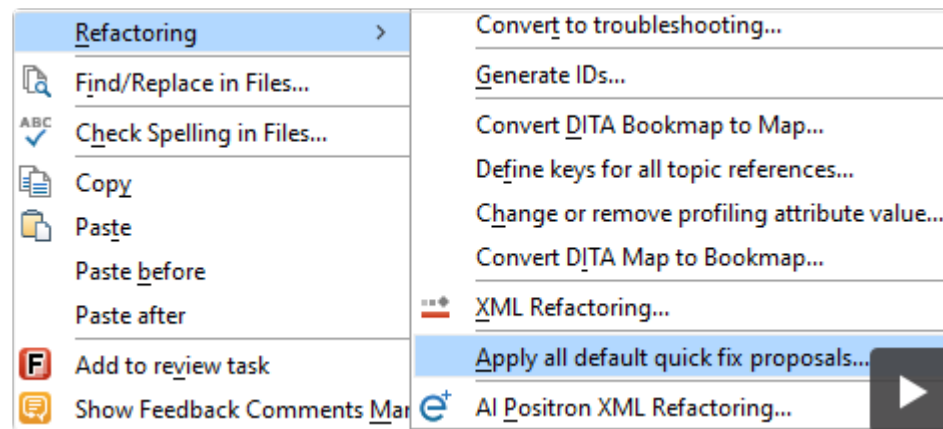 Refactoring
Find/Replace in Files...
ABC
Check Spelling in Files...
Copy
Paste
Paste before
Paste after
F
Add to review task
Show Feedback Comments Mar
Convert to troubleshooting...
Generate IDs...
Convert DITA Bookmap to Map...
Define keys for all topic references...
Change or remove profiling attribute value...
Convert DITA Map to Bookmap...
XML Refactoring...
Apply all default quick fix proposals...
AI Positron XML Refactoring...